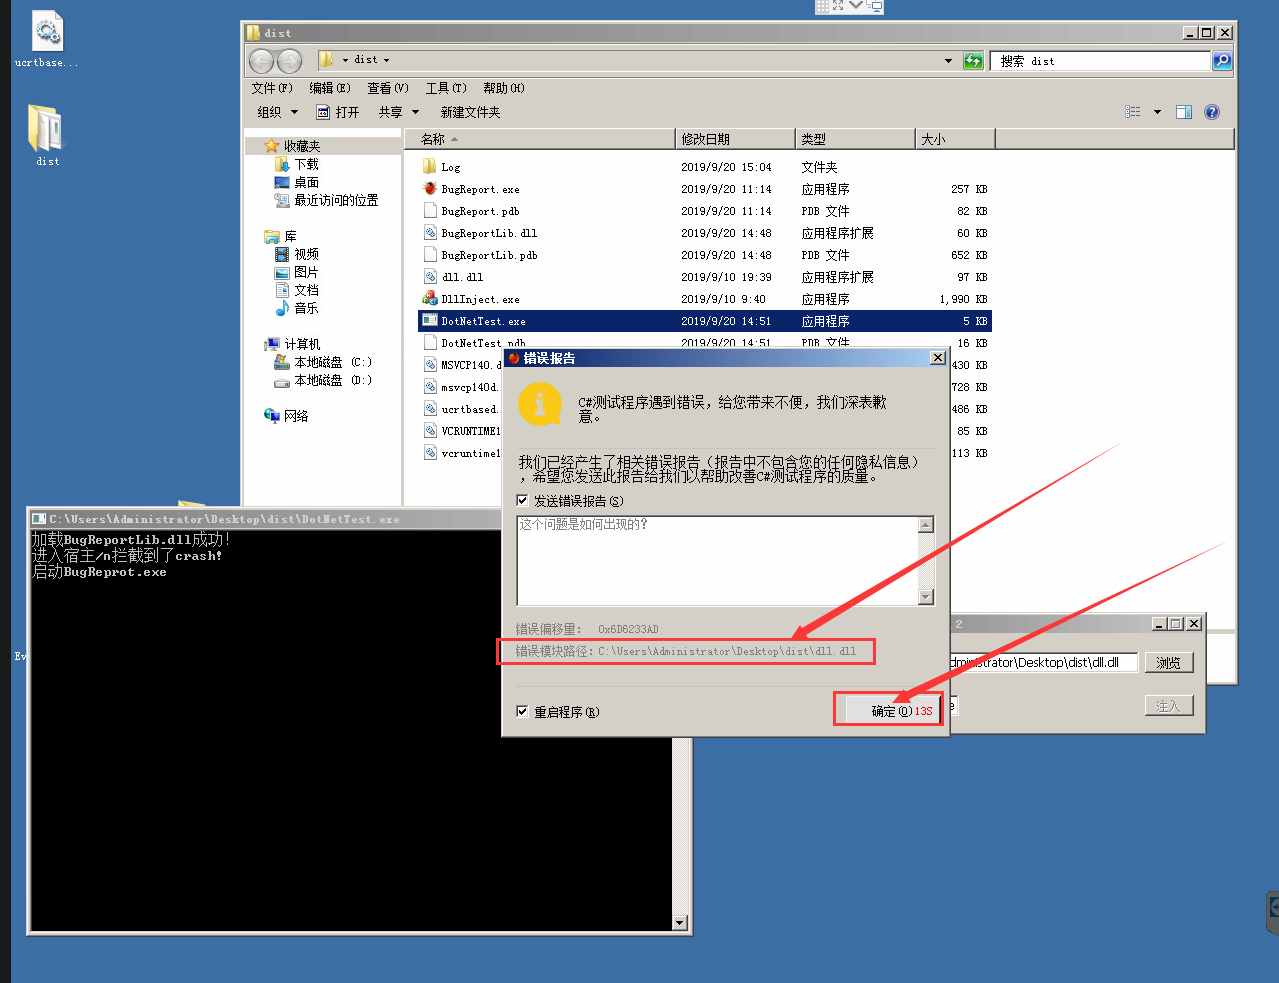 ucrtbase...
dist
dist
dist
搜索 dist
文件(F) 编辑(E) 查看(V) 工具(T) 帮助(H)
组织 打开 共享 新建文件夹
收藏夹
下载
桌面
最近访问的位置
库
视频
图片
文档
音乐
计算机
本地磁盘 (C:)
本地磁盘 (D:)
网络
名称 修改日期 类型 大小
Log 2019/9/20 15:04 文件夹
BugReport.exe 2019/9/20 11:14 应用程序 257 KB
BugReport.pdb 2019/9/20 11:14 PDB 文件 82 KB
BugReportLib.dll 2019/9/20 14:48 应用程序扩展 60 KB
BugReportLib.pdb 2019/9/20 14:48 PDB 文件 652 KB
dll.dll 2019/9/10 19:39 应用程序扩展 97 KB
DllInject.exe 2019/9/10 9:40 应用程序 1,990 KB
DotNetTest.exe 2019/9/20 14:51 应用程序 5 KB
DotNetTest.pdb 2019/9/20 14:51 PDB 文件 16 KB
MSVCP140.d 430 KB
msvcp140d. 728 KB
ucrtbased. 486 KB
VCRUNTIME1 85 KB
vcruntime1 113 KB
错误报告
C#测试程序遇到错误，给您带来不便，我们深表歉
意。
我们已经产生了相关错误报告（报告中不包含您的任何隐私信息）
，希望您发送此报告给我们以帮助改善C#测试程序的质量。
发送错误报告(S)
这个问题是如何出现的?
错误偏移量： 0x6D6233AD
错误模块路径：C:\Users\Administrator\Desktop\dist\dll.dll
重启程序(R)
确定(O)13S
C:\Users\Administrator\Desktop\dist\DotNetTest.exe
加载BugReportLib.dll成功!
进入宿主/n拦截到了crash!
启动BugReprot.exe
Ev
.2
dministrator\Desktop\dist\dll.dll 浏览
e 注入